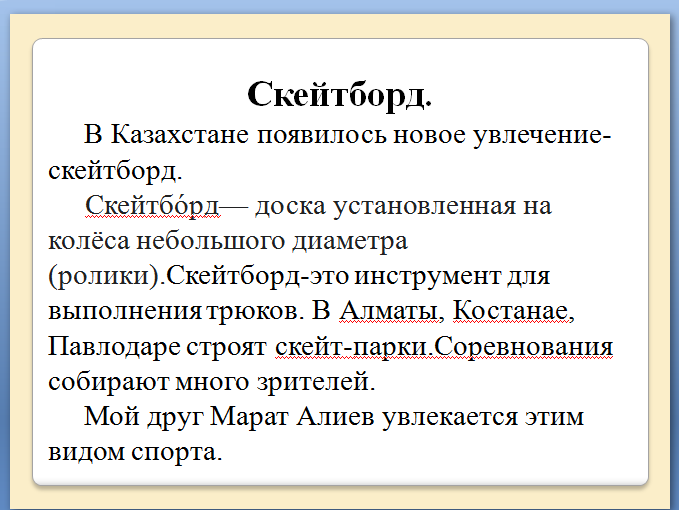 Скейтборд.
В Казахстане появилось новое увлечение-
скейтборд.
Скейтбо́рд— доска установленная на
колёса небольшого диаметра
(ролики).Скейтборд-это инструмент для
выполнения трюков. В Алматы, Костанае,
Павлодаре строят скейт-парки.Соревнования
собирают много зрителей.
Мой друг Марат Алиев увлекается этим
видом спорта.